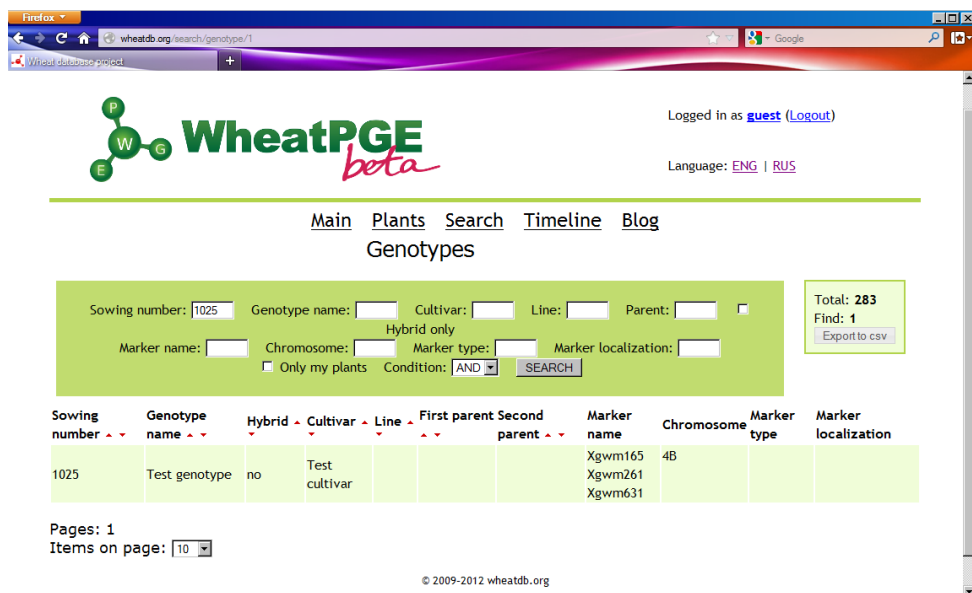 Firefox
wheatdb.org/search/genotype/1
Google
Wheat database project
+
P
W
G
E
WheatPGE
beta
Logged in as guest (Logout)
Language: ENG | RUS
Main Plants Search Timeline Blog
Genotypes
Sowing number: 1025 Genotype name: Cultivar: Line: Parent:
Hybrid only
Marker name: Chromosome: Marker type: Marker localization:
Only my plants Condition: AND SEARCH
Total: 283
Find: 1
Export to csv
Sowing number Genotype name Hybrid Cultivar Line First parent Second parent Marker name Chromosome Marker type Marker localization
1025 Test genotype no Test cultivar Xgwm165 4B
Xgwm261
Xgwm631
Pages: 1
Items on page: 10
© 2009-2012 wheatdb.org